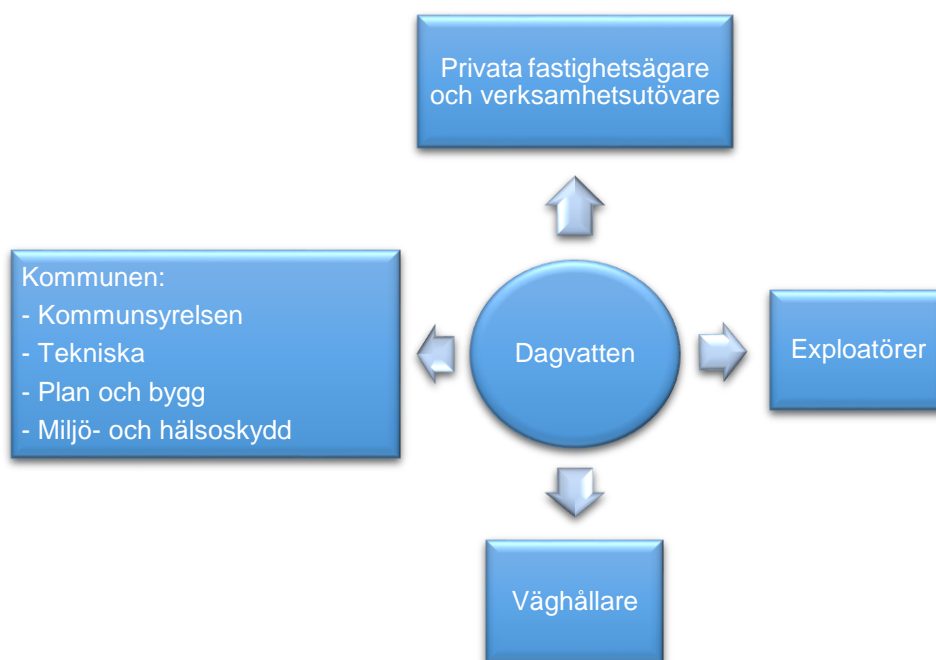 Privata fastighetsägare
och verksamhetsutövare
Kommunen:
- Kommunsyrelsen
- Tekniska
- Plan och bygg
- Miljö- och hälsoskydd
Dagvatten
Exploatörer
Väghållare